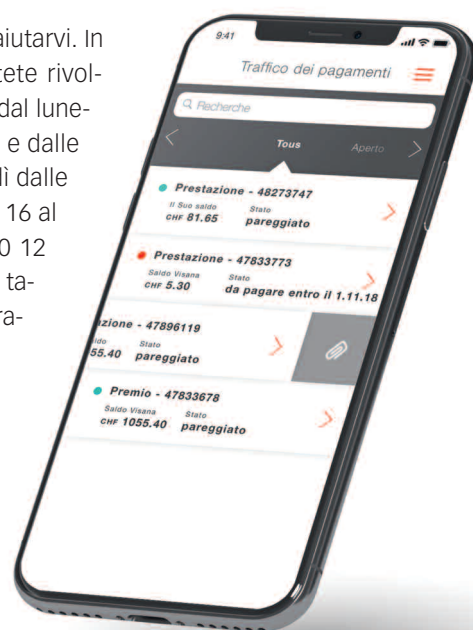 aiutarvi. In
tete rivol-
dal lune-
e dalle
lì dalle
16 al
0 12
ta-
ra-
9:41
Traffico dei pagamenti
Recherche
Tous Aperto
Prestazione - 48273747
Il Suo saldo Stato
CHF 81.65 pareggiato
Prestazione - 47833773
Saldo Visana Stato
CHF 5.30 da pagare entro il 1.11.18
azione - 47896119
ldo Stato
55.40 pareggiato
Premio - 47833678
Saldo Visana Stato
CHF 1055.40 pareggiato